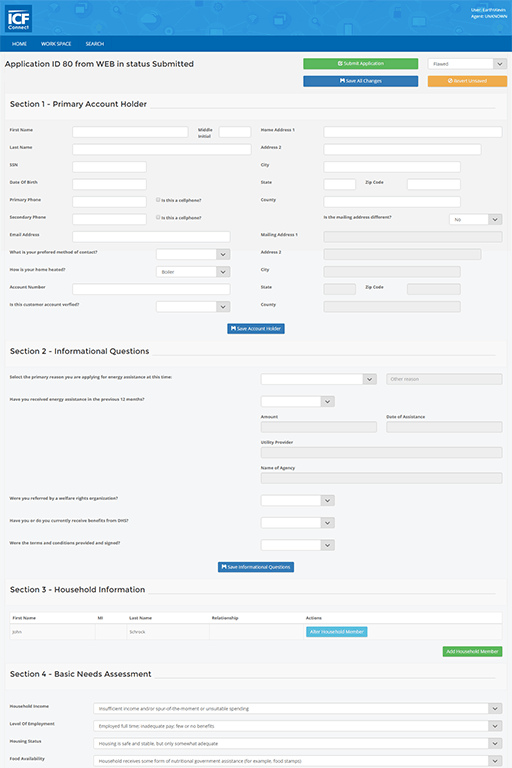 ICF
Connect
User: EarthNevin
Agent: UNKNOWN
HOME WORK SPACE SEARCH
Application ID 80 from WEB in status Submitted
Submit Application
Flawed
Save All Changes
Revert Unsaved
Section 1 - Primary Account Holder
First Name
Middle Initial
Home Address 1
Last Name
Address 2
SSN
City
Date Of Birth
State
Zip Code
Primary Phone
Is this a cellphone?
County
Secondary Phone
Is this a cellphone?
Is the mailing address different?
No
Email Address
Mailing Address 1
What is your prefered method of contact?
Address 2
How is your home heated?
Boiler
City
Account Number
State
Zip Code
Is this customer account verified?
County
Save Account Holder
Section 2 - Informational Questions
Select the primary reason you are applying for energy assistance at this time:
Other reason
Have you received energy assistance in the previous 12 months?
Amount
Date of Assistance
Utility Provider
Name of Agency
Were you referred by a welfare rights organization?
Have you or do you currently receive benefits from DHS?
Were the terms and conditions provided and signed?
Save Informational Questions
Section 3 - Household Information
First Name MI Last Name Relationship Actions
John Schnick Alter Household Member
Add Household Member
Section 4 - Basic Needs Assessment
Household Income
Insufficient income and/or spur-of-the-moment or unsuitable spending
Level Of Employment
Employed full time; inadequate pay; few or no benefits
Housing Status
Housing is safe and stable, but only somewhat adequate
Food Availability
Household receives some form of nutritional government assistance (for example, food stamps)